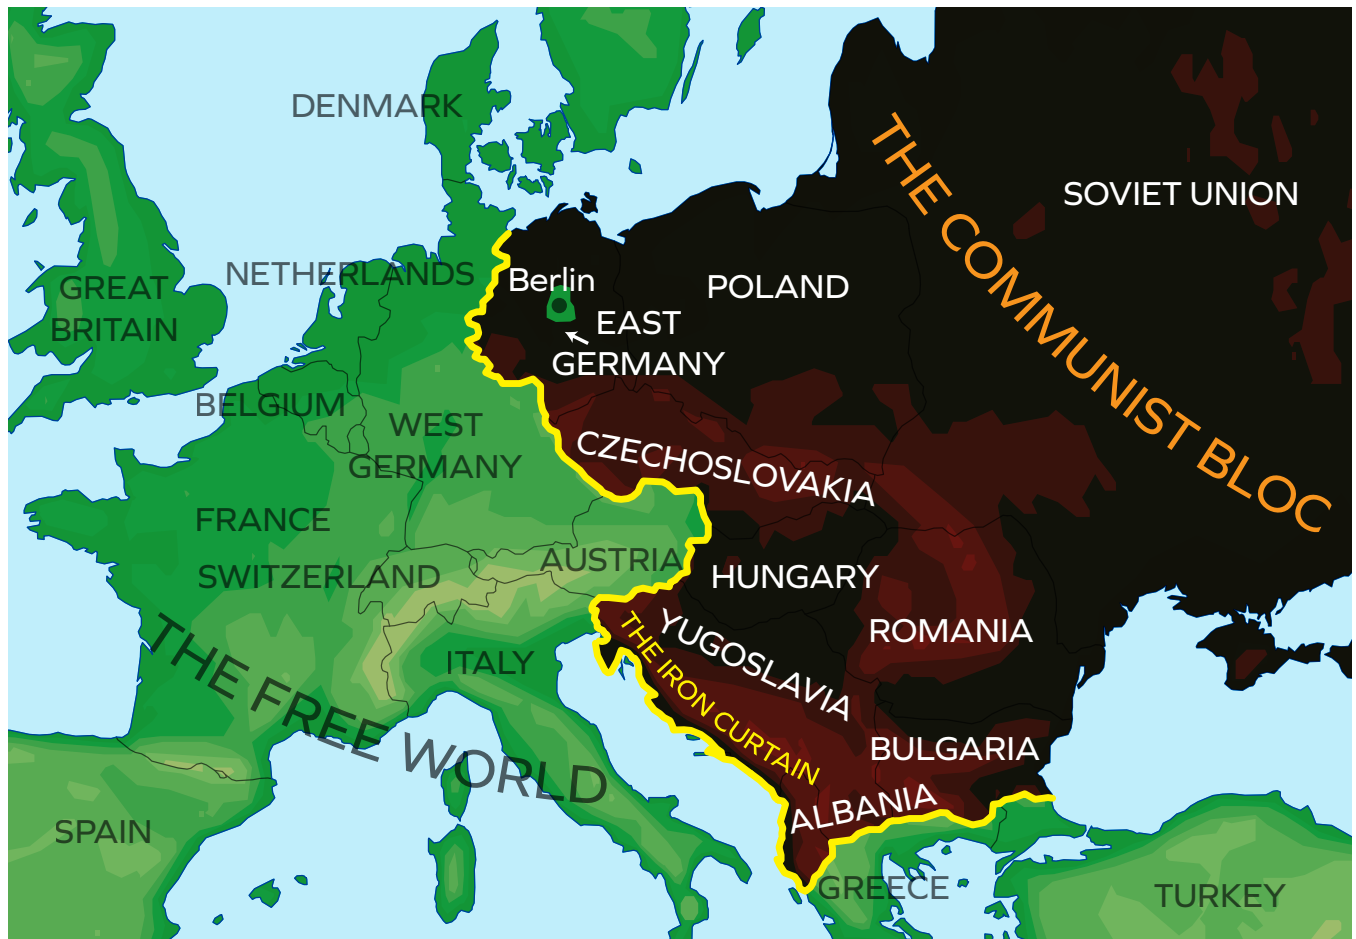 DENMARK
SOVIET UNION
THE COMMUNIST BLOC
NETHERLANDS
Berlin
POLAND
GREAT
BRITAIN
EAST
GERMANY
BELGIUM
WEST
GERMANY
CZECHOSLOVAKIA
FRANCE
AUSTRIA
SWITZERLAND
HUNGARY
THE FREE WORLD
ITALY
YUGOSLAVIA
THE IRON CURTAIN
ROMANIA
BULGARIA
ALBANIA
SPAIN
GREECE
TURKEY